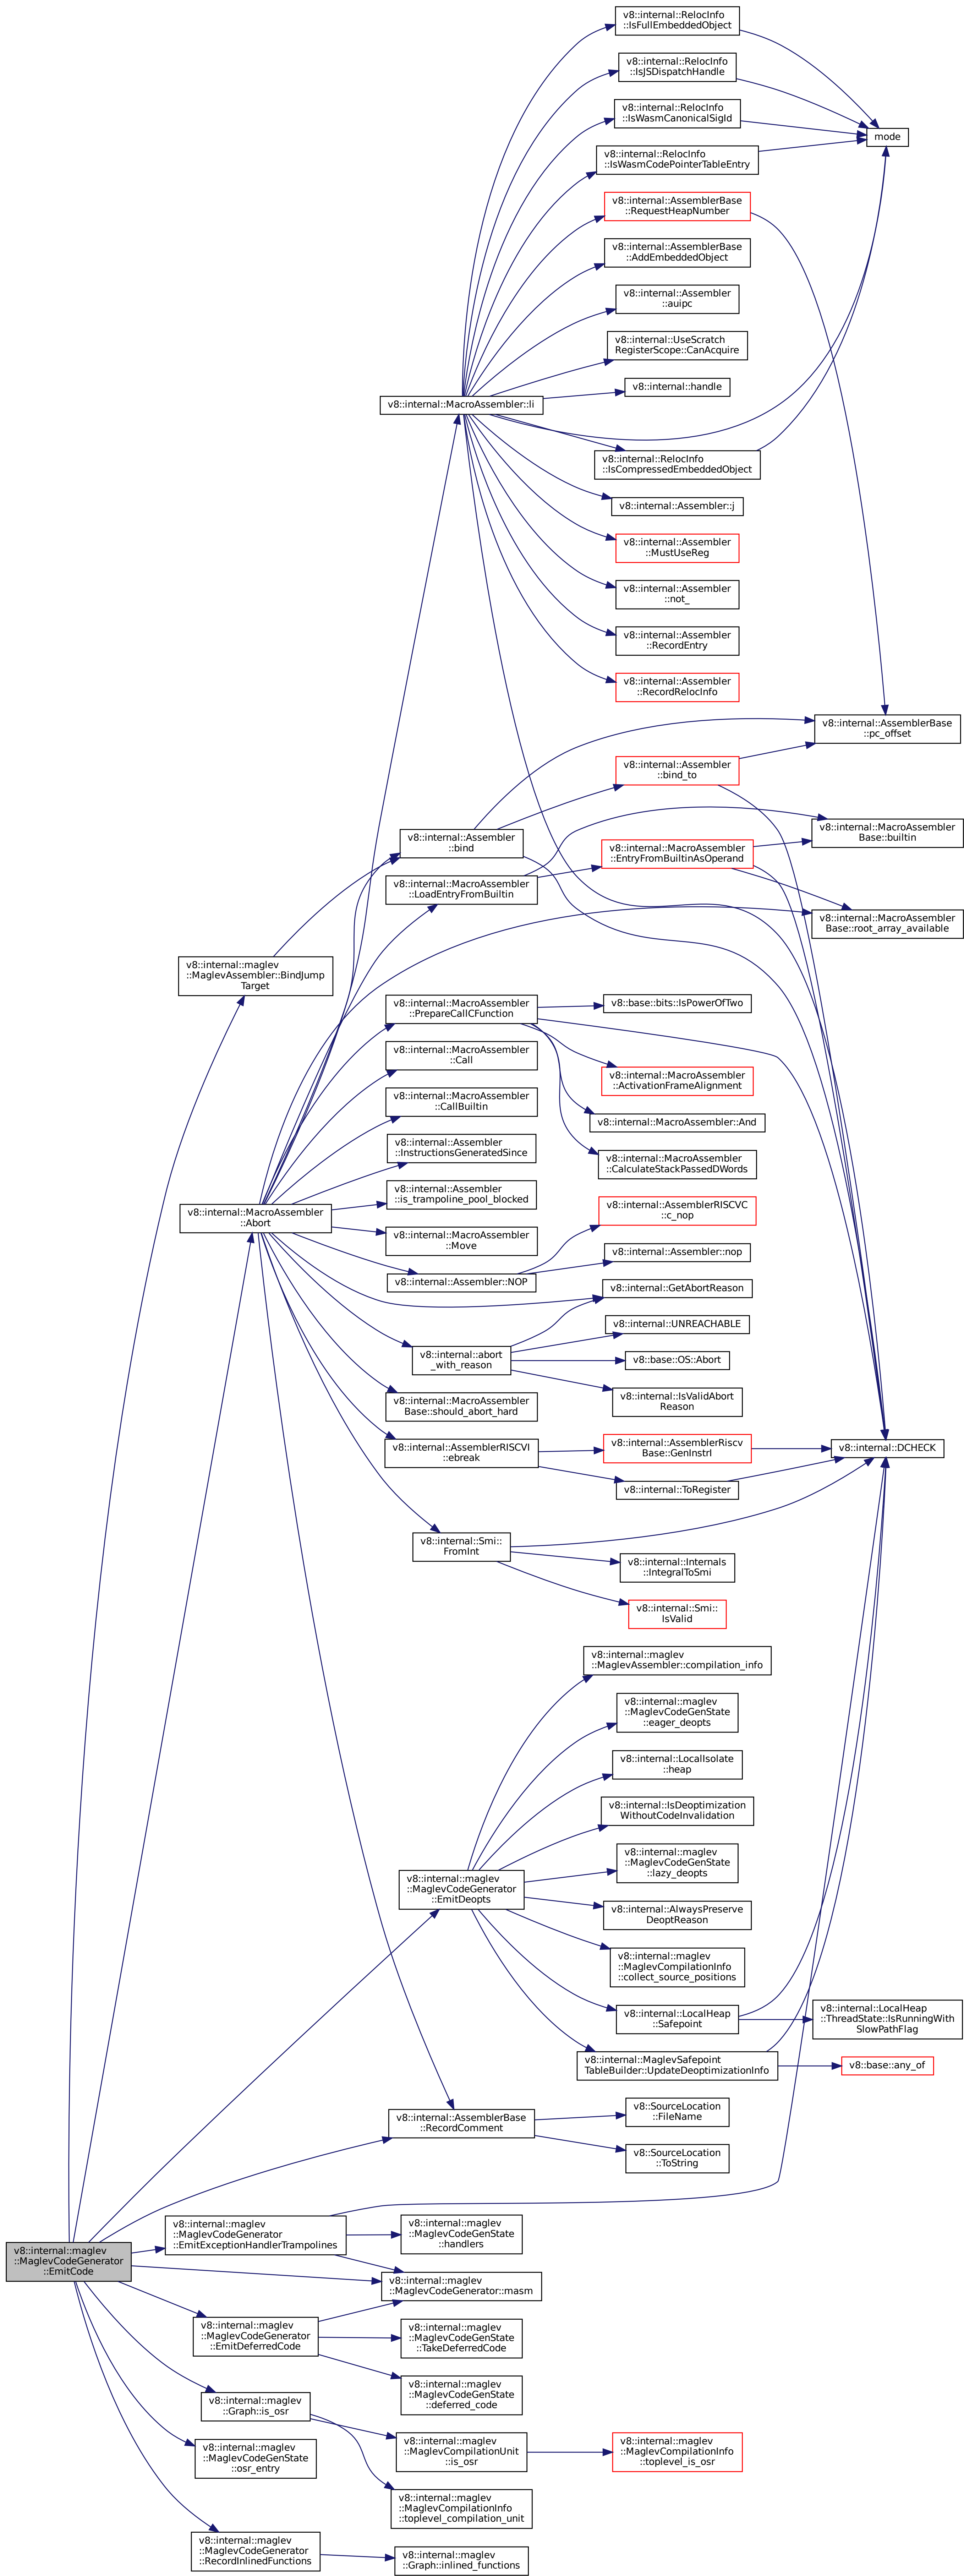 v8::internal::RelocInfo
::IsFullEmbeddedObject
v8::internal::RelocInfo
::IsJSDispatchHandle
v8::internal::RelocInfo
::IsWasmCanonicalSigId
mode
v8::internal::RelocInfo
::IsWasmCodePointerTableEntry
v8::internal::AssemblerBase
::RequestHeapNumber
v8::internal::AssemblerBase
::AddEmbeddedObject
v8::internal::Assembler
::auipc
v8::internal::UseScratch
RegisterScope::CanAcquire
v8::internal::handle
v8::internal::MacroAssembler::li
v8::internal::RelocInfo
::IsCompressedEmbeddedObject
v8::internal::Assembler::j
v8::internal::Assembler
::MustUseReg
v8::internal::Assembler
::not_
v8::internal::Assembler
::RecordEntry
v8::internal::Assembler
::RecordRelocInfo
v8::internal::AssemblerBase
::pc_offset
v8::internal::Assembler
::bind_to
v8::internal::MacroAssembler
Base::builtin
v8::internal::Assembler
::bind
v8::internal::MacroAssembler
::EntryFromBuiltinAsOperand
v8::internal::MacroAssembler
::LoadEntryFromBuiltin
v8::internal::MacroAssembler
Base::root_array_available
v8::internal::maglev
::MaglevAssembler::BindJump
Target
v8::internal::MacroAssembler
::PrepareCallCFunction
v8::base::bits::IsPowerOfTwo
v8::internal::MacroAssembler
::Call
v8::internal::MacroAssembler
::ActivationFrameAlignment
v8::internal::MacroAssembler
::CallBuiltin
v8::internal::MacroAssembler::And
v8::internal::Assembler
::InstructionsGeneratedSince
v8::internal::MacroAssembler
::CalculateStackPassedDWords
v8::internal::Assembler
::is_trampoline_pool_blocked
v8::internal::MacroAssembler
::Abort
v8::internal::AssemblerRISCVC
::c_nop
v8::internal::MacroAssembler
::Move
v8::internal::Assembler::nop
v8::internal::Assembler::NOP
v8::internal::GetAbortReason
v8::internal::UNREACHABLE
v8::internal::abort
_with_reason
v8::base::OS::Abort
v8::internal::IsValidAbort
Reason
v8::internal::MacroAssembler
Base::should_abort_hard
v8::internal::AssemblerRISCVI
::ebreak
v8::internal::AssemblerRiscv
Base::GenInstrI
v8::internal::DCHECK
v8::internal::ToRegister
v8::internal::Smi::
FromInt
v8::internal::Internals
::IntegralToSmi
v8::internal::Smi::
IsValid
v8::internal::maglev
::MaglevAssembler::compilation_info
v8::internal::maglev
::MaglevCodeGenState
::eager_deopts
v8::internal::LocalIsolate
::heap
v8::internal::IsDeoptimization
WithoutCodeInvalidation
v8::internal::maglev
::MaglevCodeGenState
::lazy_deopts
v8::internal::maglev
::MaglevCodeGenerator
::EmitDeopts
v8::internal::AlwaysPreserve
DeoptReason
v8::internal::maglev
::MaglevCompilationInfo
::collect_source_positions
v8::internal::LocalHeap
::Safepoint
v8::internal::LocalHeap
::ThreadState::IsRunningWith
SlowPathFlag
v8::internal::MaglevSafepoint
TableBuilder::UpdateDeoptimizationInfo
v8::base::any_of
v8::internal::AssemblerBase
::RecordComment
v8::SourceLocation
::FileName
v8::SourceLocation
::ToString
v8::internal::maglev
::MaglevCodeGenerator
::EmitCode
v8::internal::maglev
::MaglevCodeGenerator
::EmitExceptionHandlerTrampolines
v8::internal::maglev
::MaglevCodeGenState
::handlers
v8::internal::maglev
::MaglevCodeGenerator::masm
v8::internal::maglev
::MaglevCodeGenerator
::EmitDeferredCode
v8::internal::maglev
::MaglevCodeGenState
::TakeDeferredCode
v8::internal::maglev
::MaglevCodeGenState
::deferred_code
v8::internal::maglev
::Graph::is_osr
v8::internal::maglev
::MaglevCompilationUnit
::is_osr
v8::internal::maglev
::MaglevCompilationInfo
::toplevel_is_osr
v8::internal::maglev
::MaglevCodeGenState
::osr_entry
v8::internal::maglev
::MaglevCompilationInfo
::toplevel_compilation_unit
v8::internal::maglev
::MaglevCodeGenerator
::RecordInlinedFunctions
v8::internal::maglev
::Graph::inlined_functions